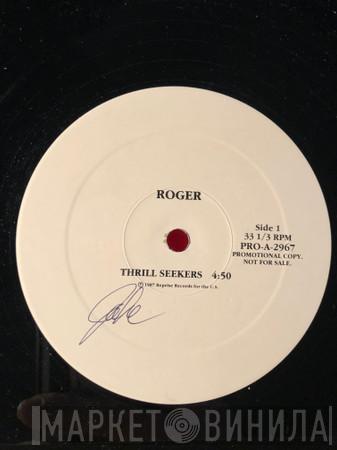 ROGER
Side 1
33 1/3 RPM
PRO-A-2967
PROMOTIONAL COPY.
NOT FOR SALE.
THRILL SEEKERS 4:50
℗ 1987 Reprise Records for the U.S.
МАРКЕТ ВИНИЛА